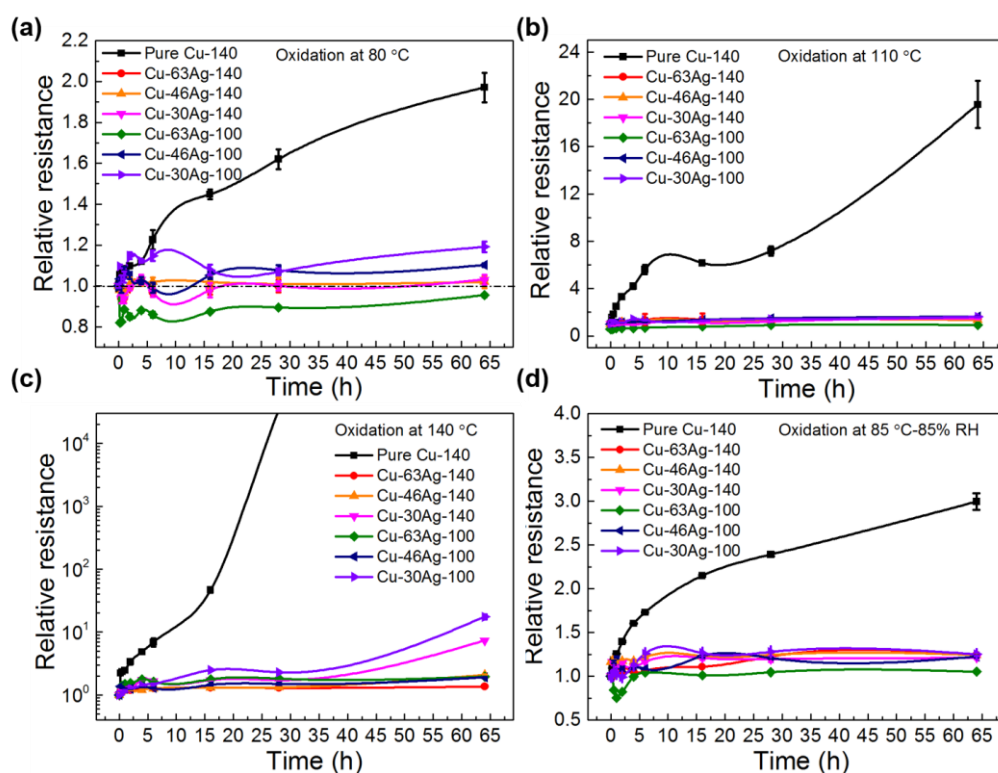 (a)
Relative resistance
2.2
2.0
1.8
1.6
1.4
1.2
1.0
0.8
Pure Cu-140
Cu-63Ag-140
Cu-46Ag-140
Cu-30Ag-140
Cu-63Ag-100
Cu-46Ag-100
Cu-30Ag-100
Oxidation at 80 °C
0 5 10 15 20 25 30 35 40 45 50 55 60 65
Time (h)
(b)
Relative resistance
24
20
16
12
8
4
0
Pure Cu-140
Cu-63Ag-140
Cu-46Ag-140
Cu-30Ag-140
Cu-63Ag-100
Cu-46Ag-100
Cu-30Ag-100
Oxidation at 110 °C
0 5 10 15 20 25 30 35 40 45 50 55 60 65
Time (h)
(c)
Relative resistance
10^4
10^3
10^2
10^1
10^0
Oxidation at 140 °C
Pure Cu-140
Cu-63Ag-140
Cu-46Ag-140
Cu-30Ag-140
Cu-63Ag-100
Cu-46Ag-100
Cu-30Ag-100
0 5 10 15 20 25 30 35 40 45 50 55 60 65
Time (h)
(d)
Relative resistance
4.0
3.5
3.0
2.5
2.0
1.5
1.0
0.5
Pure Cu-140
Cu-63Ag-140
Cu-46Ag-140
Cu-30Ag-140
Cu-63Ag-100
Cu-46Ag-100
Cu-30Ag-100
Oxidation at 85 °C-85% RH
0 5 10 15 20 25 30 35 40 45 50 55 60 65
Time (h)